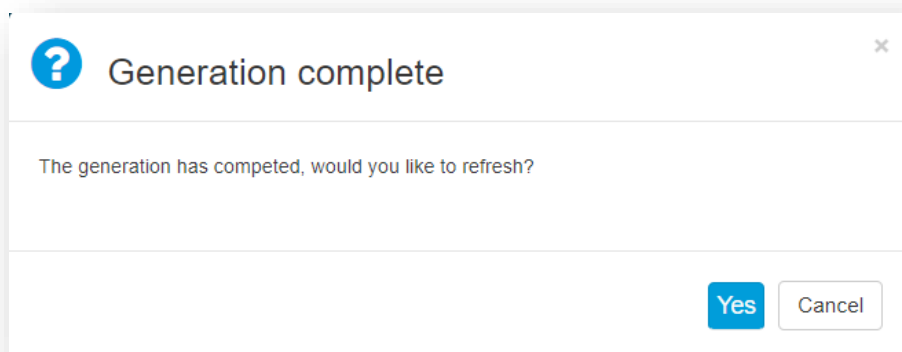 Generation complete
×
The generation has competed, would you like to refresh?
Yes
Cancel